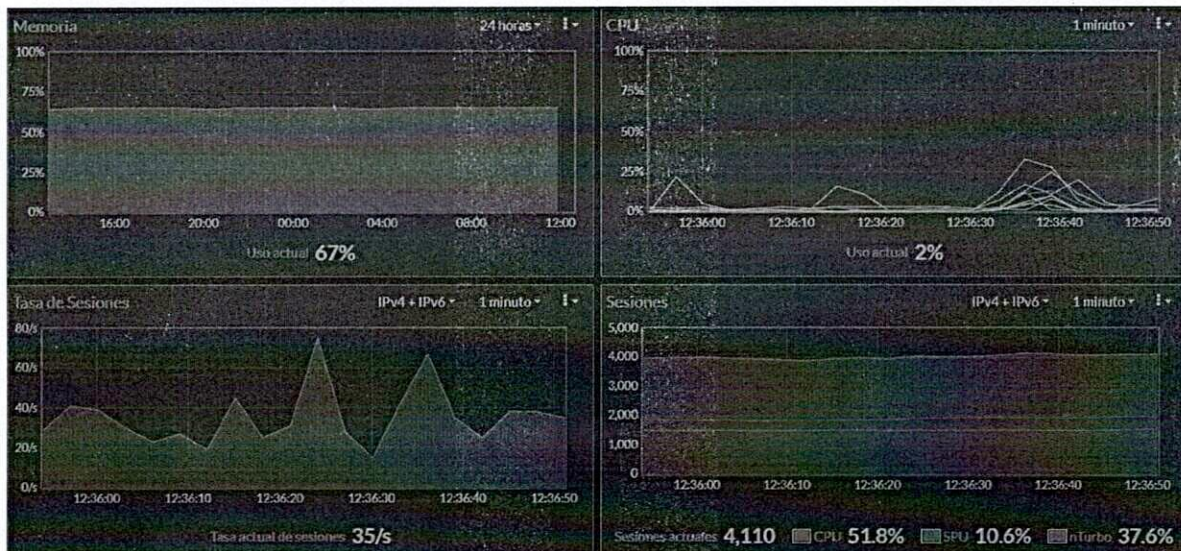 Memoria
24 horas
100%
75%
50%
25%
0%
16:00 20:00 00:00 04:00 08:00 12:00
Uso actual 67%
CPU
1 minuto
100%
75%
50%
25%
0%
12:36:00 12:36:10 12:36:20 12:36:30 12:36:40 12:36:50
Uso actual 2%
Tasa de Sesiones
IPv4 + IPv6 1 minuto
80/s
60/s
40/s
20/s
0/s
12:36:00 12:36:10 12:36:20 12:36:30 12:36:40 12:36:50
Tasa actual de sesiones 35/s
Sesiones
IPv4 + IPv6 1 minuto
5,000
4,000
3,000
2,000
1,000
0
12:36:00 12:36:10 12:36:20 12:36:30 12:36:40 12:36:50
Sesiones actuales 4,110 CPU 51.8% SPU 10.6% nTurbo 37.6%